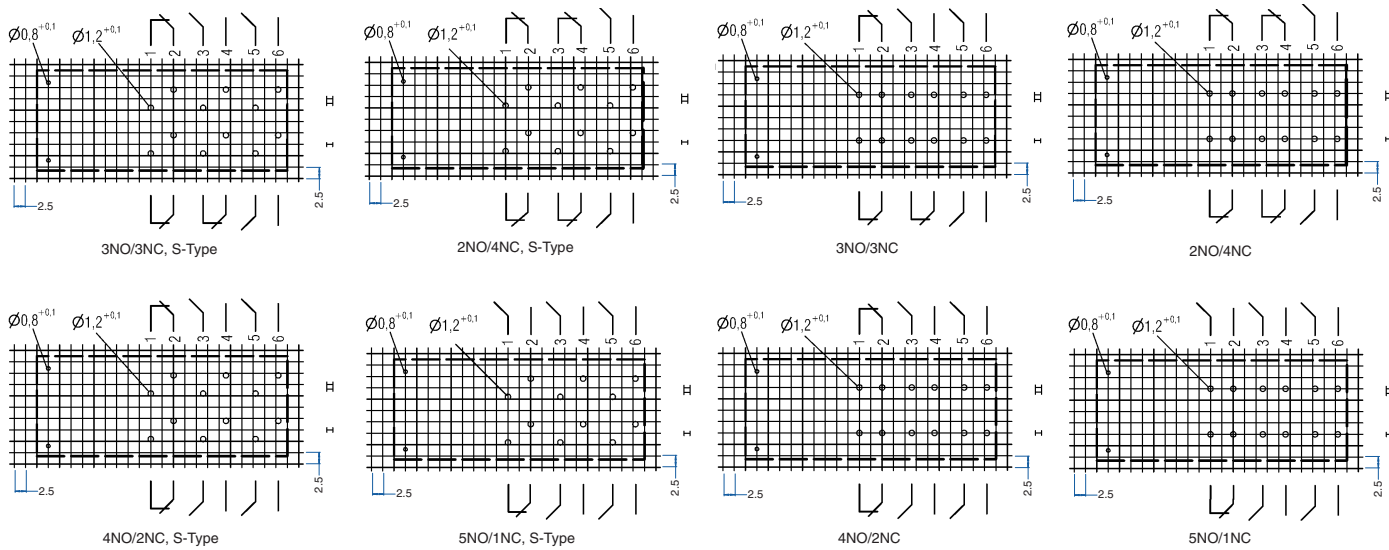 Ø0,8+0,1 Ø1,2+0,1 1 2 3 4 5 6
II
I
2.5 2.5
3NO/3NC, S-Type
Ø0,8+0,1 Ø1,2+0,1 1 2 3 4 5 6
II
I
2.5 2.5
2NO/4NC, S-Type
Ø0,8+0,1 Ø1,2+0,1 1 2 3 4 5 6
II
I
2.5 2.5
3NO/3NC
Ø0,8+0,1 Ø1,2+0,1 1 2 3 4 5 6
II
I
2.5 2.5
2NO/4NC
Ø0,8+0,1 Ø1,2+0,1 1 2 3 4 5 6
II
I
2.5 2.5
4NO/2NC, S-Type
Ø0,8+0,1 Ø1,2+0,1 1 2 3 4 5 6
II
I
2.5 2.5
5NO/1NC, S-Type
Ø0,8+0,1 Ø1,2+0,1 1 2 3 4 5 6
II
I
2.5 2.5
4NO/2NC
Ø0,8+0,1 Ø1,2+0,1 1 2 3 4 5 6
II
I
2.5 2.5
5NO/1NC